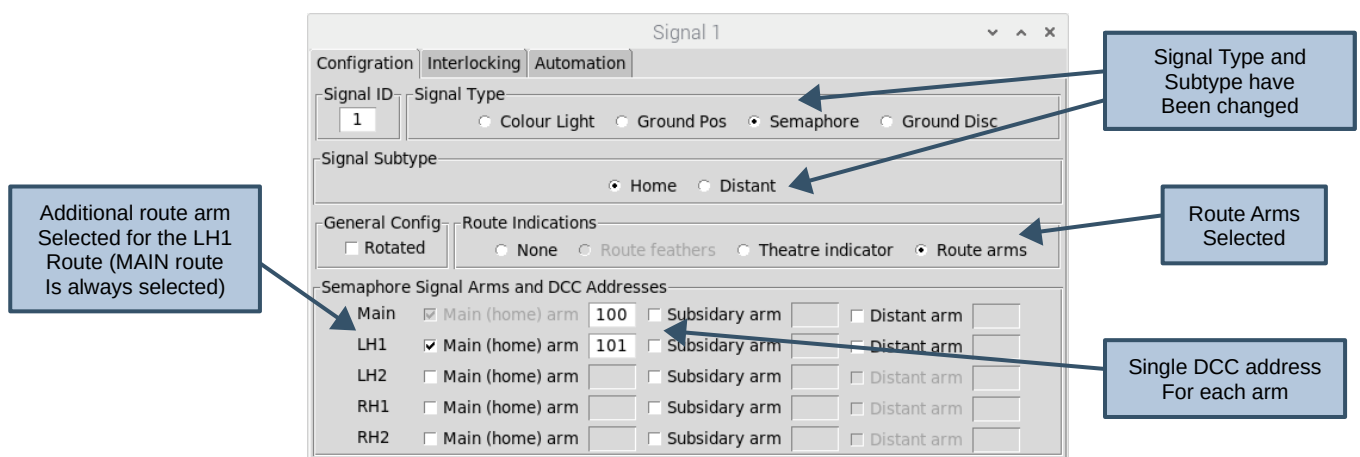 Signal 1
Configration Interlocking Automation
Signal ID Signal Type
1 Colour Light Ground Pos Semaphore Ground Disc
Signal Subtype
Home Distant
General Config Route Indications
Rotated None Route feathers Theatre indicator Route arms
Semaphore Signal Arms and DCC Addresses
Main Main (home) arm 100 Subsidary arm Distant arm
LH1 Main (home) arm 101 Subsidary arm Distant arm
LH2 Main (home) arm Subsidary arm Distant arm
RH1 Main (home) arm Subsidary arm Distant arm
RH2 Main (home) arm Subsidary arm Distant arm
Additional route arm
Selected for the LH1
Route (MAIN route
Is always selected)
Signal Type and
Subtype have
Been changed
Route Arms
Selected
Single DCC address
For each arm